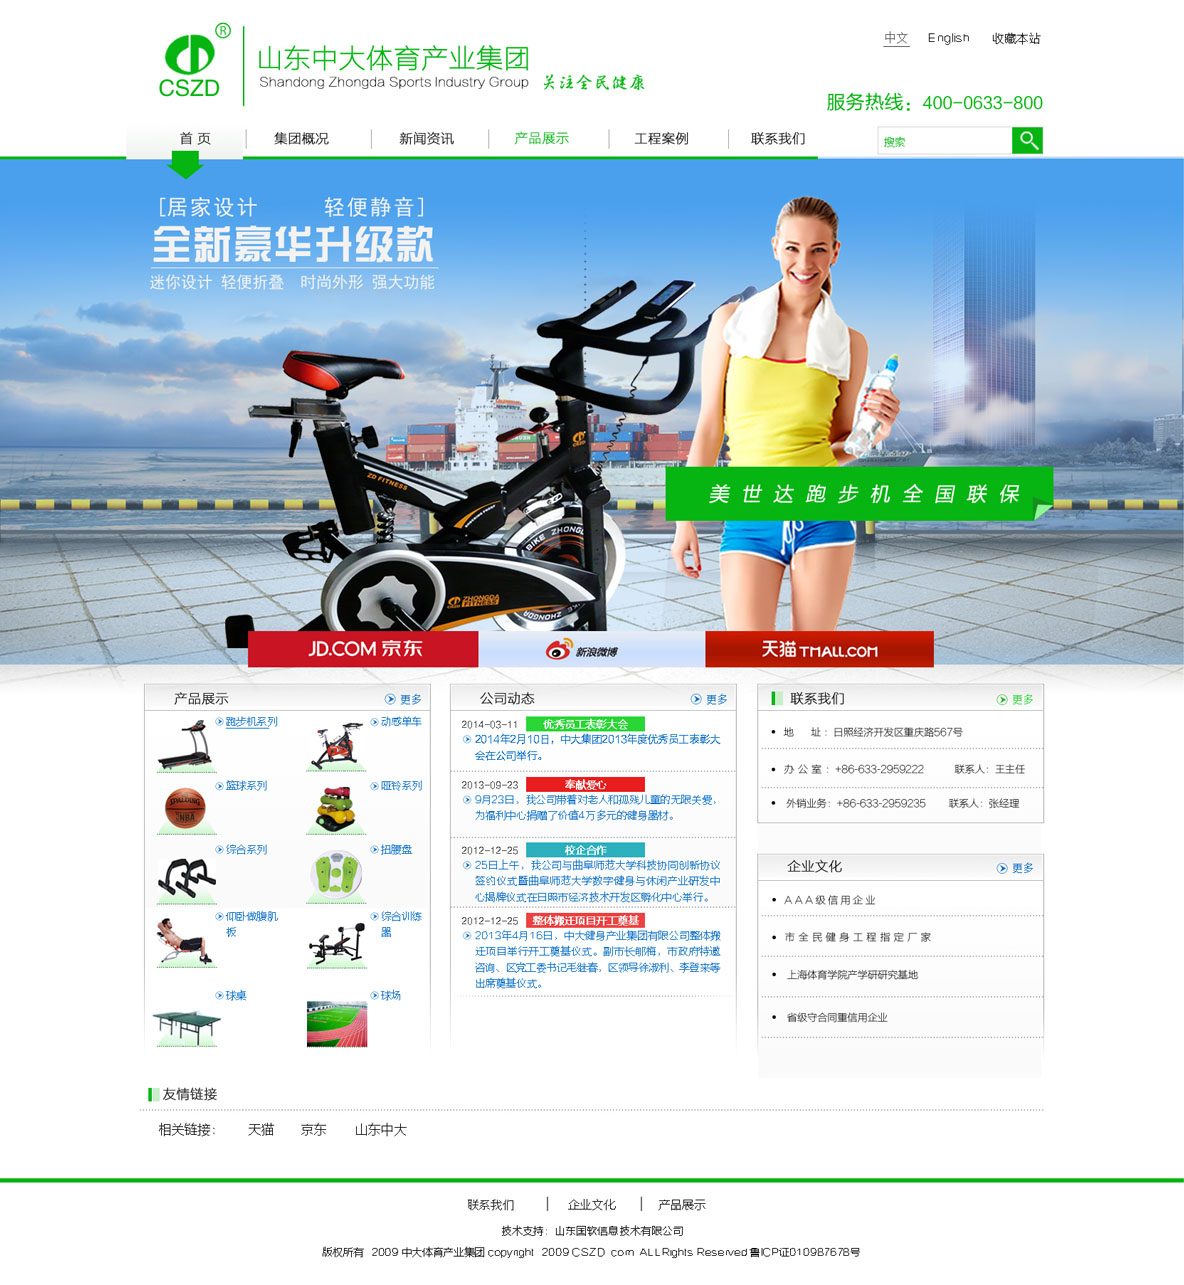 中文 English 收藏本站
CSZD ®
山东中大体育产业集团
Shandong Zhongda Sports Industry Group 关注全民健康
服务热线：400-0633-800
首 页 集团概况 新闻资讯 产品展示 工程案例 联系我们 搜索
[居家设计 轻便静音]
全新豪华升级款
迷你设计 轻便折叠 时尚外形 强大功能
CSZD
ZD FITNESS
美世达跑步机全国联保
BIKE ZHONGDA
CSZD ZHONGDA FITNESS
ZHONGDA
JD.COM 京东 新浪微博 天猫 TMALL.COM
产品展示 更多
跑步机系列 动感单车
篮球系列 哑铃系列
SPALDING
NBA
综合系列 扭腰盘
仰卧做腹肌板 综合训练器
球桌 球场
公司动态 更多
2014-03-11 优秀员工表彰大会
2014年2月10日，中大集团2013年度优秀员工表彰大
会在公司举行。
2013-09-23 奉献爱心
9月23日，我公司带着对老人和孤残儿童的无限关爱，
为福利中心捐赠了价值4万多元的健身器材。
2012-12-25 校企合作
25日上午，我公司与曲阜师范大学科技协同创新协议
签约仪式暨曲阜师范大学数字健身与休闲产业研发中
心揭牌仪式在日照市经济技术开发区孵化中心举行。
2012-12-25 整体搬迁项目开工奠基
2013年4月16日，中大健身产业集团有限公司整体搬
迁项目举行开工奠基仪式。副市长郇梅，市政府特邀
咨询、区党工委书记毛继春，区领导徐淑利、李登来等
出席奠基仪式。
联系我们 更多
地 址：日照经济开发区重庆路567号
办 公 室：+86-633-2959222 联系人：王主任
外销业务：+86-633-2959235 联系人：张经理
企业文化 更多
AAA级信用企业
市全民健身工程指定厂家
上海体育学院产学研研究基地
省级守合同重信用企业
友情链接
相关链接： 天猫 京东 山东中大
联系我们 | 企业文化 | 产品展示
技术支持：山东国软信息技术有限公司
版权所有 2009 中大体育产业集团 copyright 2009 CSZD com ALL Rights Reserved 鲁ICP证010987678号